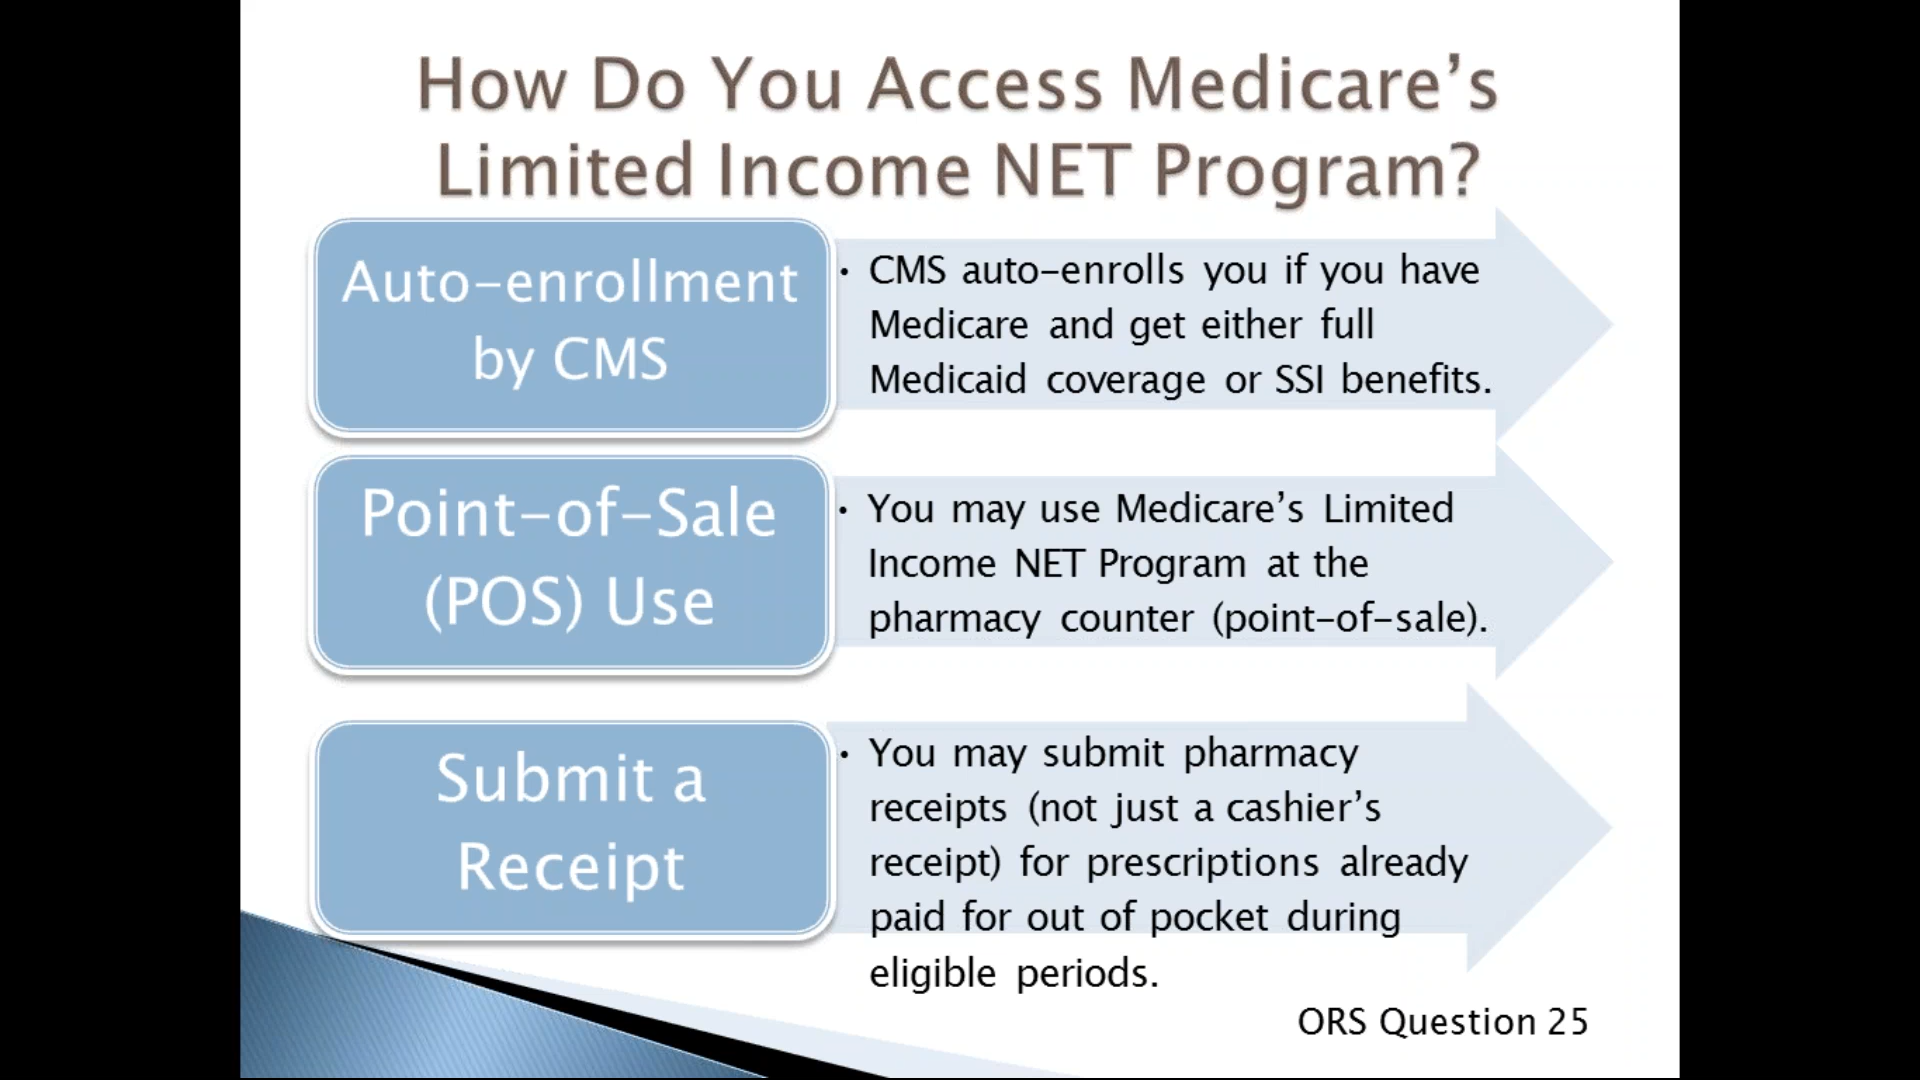 How Do You Access Medicare’s
Limited Income NET Program?
Auto-enrollment
by CMS
• CMS auto-enrolls you if you have
Medicare and get either full
Medicaid coverage or SSI benefits.
Point-of-Sale
(POS) Use
• You may use Medicare’s Limited
Income NET Program at the
pharmacy counter (point-of-sale).
Submit a
Receipt
• You may submit pharmacy
receipts (not just a cashier’s
receipt) for prescriptions already
paid for out of pocket during
eligible periods.
ORS Question 25